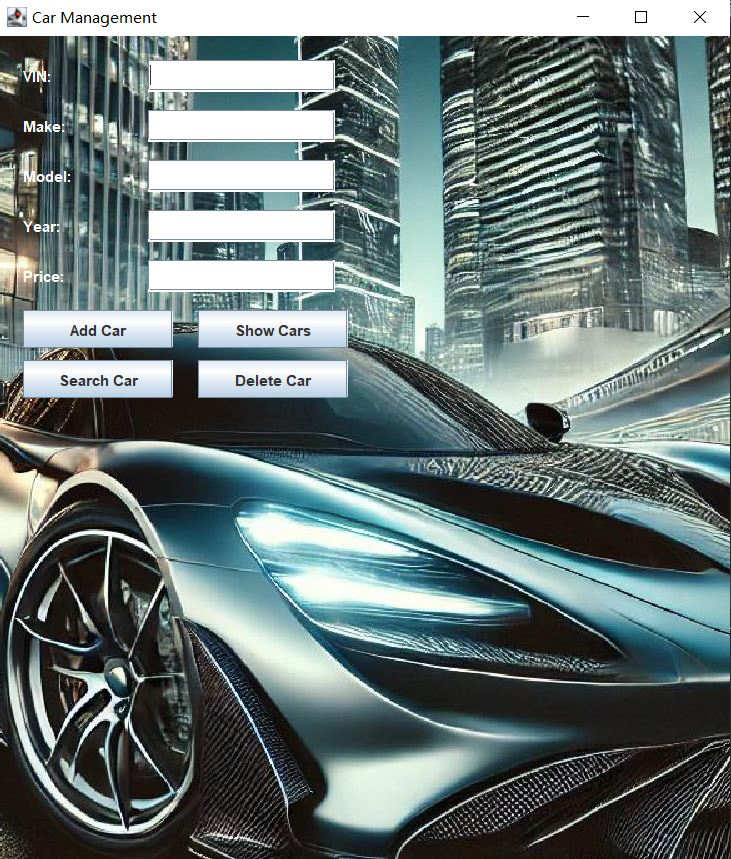 Car Management
VIN:
Make:
Model:
Year:
Price:
Add Car Show Cars
Search Car Delete Car